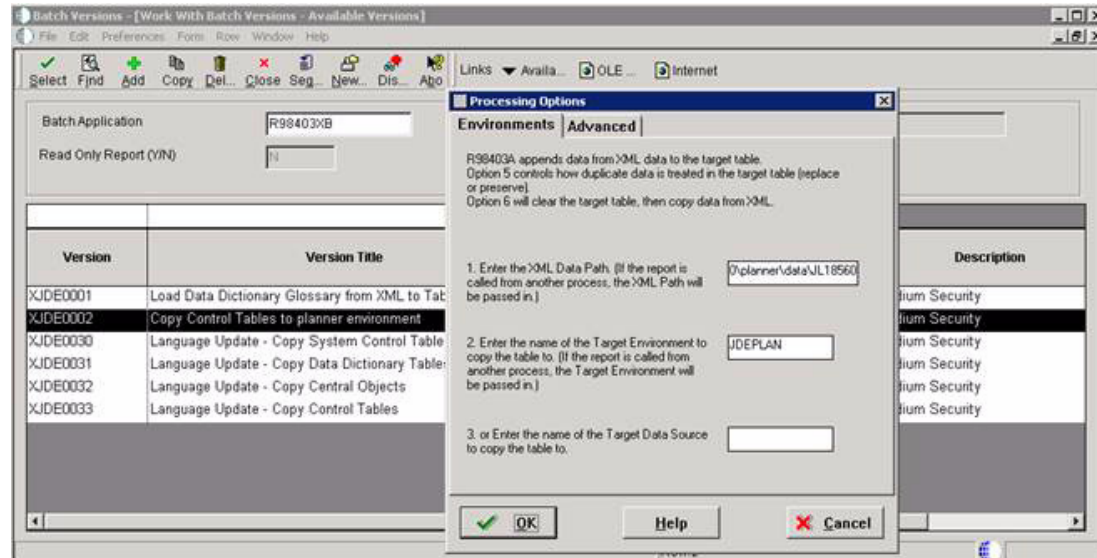 Batch Versions - [Work With Batch Versions - Available Versions]
File Edit Preferences Form Row Window Help
Select Find Add Copy Del... Close Seq... New... Dis... Abo
Links Availa... OLE ... Internet
Batch Application
R98403XB
Read Only Report (Y/N)
N
Processing Options
Environments
Advanced
R98403A appends data from XML data to the target table.
Option 5 controls how duplicate data is treated in the target table (replace
or preserve).
Option 6 will clear the target table, then copy data from XML.
1. Enter the XML Data Path. (If the report is
called from another process, the XML Path will
be passed in.)
0\planner\data\JL18560
2. Enter the name of the Target Environment to
copy the table to. (If the report is called from
another process, the Target Environment will
be passed in.)
JDEPLAN
3. or Enter the name of the Target Data Source
to copy the table to.
OK
Help
Cancel
Version
Version Title
Description
XJDE0001 Load Data Dictionary Glossary from XML to Tab dium Security
XJDE0002 Copy Control Tables to planner environment dium Security
XJDE0030 Language Update - Copy System Control Table dium Security
XJDE0031 Language Update - Copy Data Dictionary Table dium Security
XJDE0032 Language Update - Copy Central Objects dium Security
XJDE0033 Language Update - Copy Control Tables dium Security